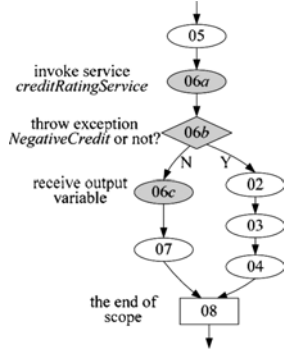 05
invoke service
creditRatingService
06a
throw exception
NegativeCredit or not?
06b
N
Y
receive output
variable
06c
02
03
07
04
the end of
scope
08